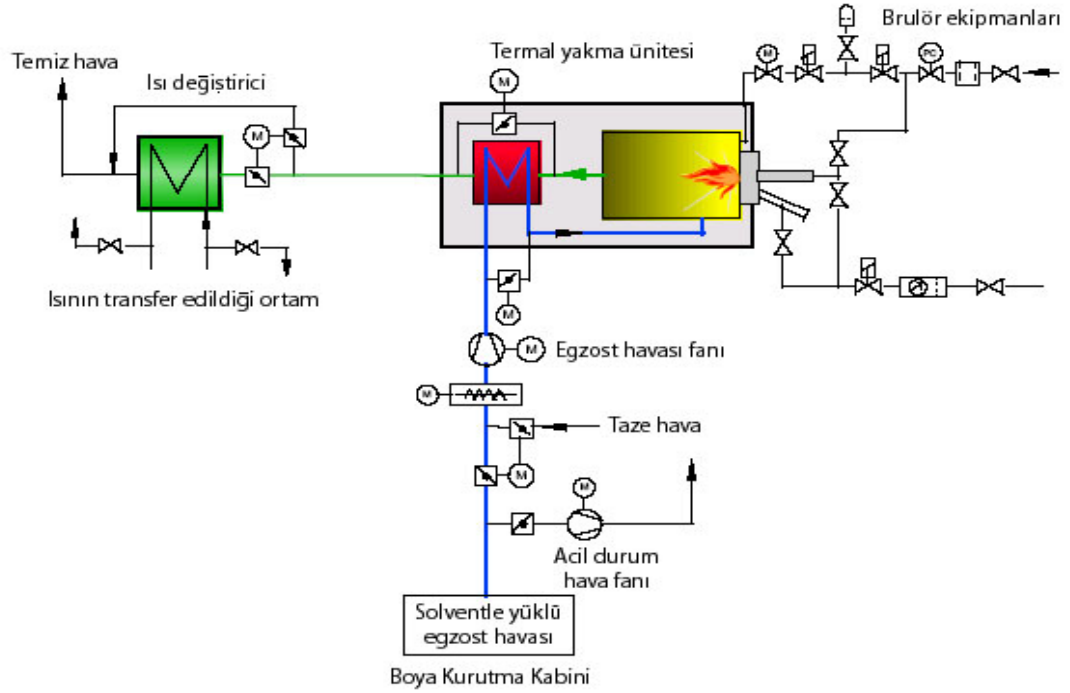 Brulör ekipmanları
Termal yakma ünitesi
Temiz hava
Isı değiştirici
M
M
PC
M
Isının transfer edildiği ortam
M
M
Egzost havası fanı
M
Taze hava
M
M
Acil durum
hava fanı
Solventle yüklü
egzost havası
Boya Kurutma Kabini